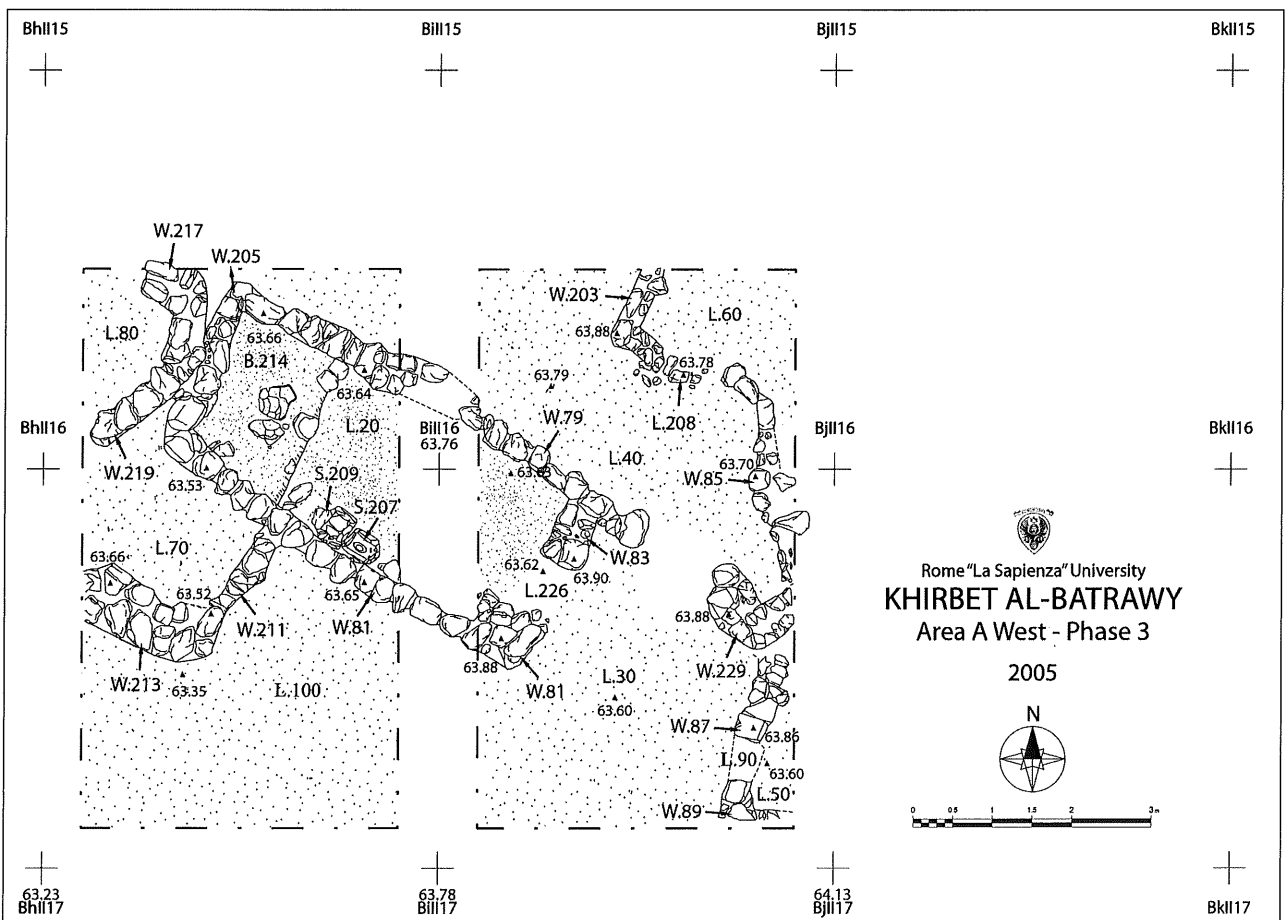 BhII15
BiII15
BjII15
BkII15
W.217
W.205
W.203
L.60
63.88
L.80
63.66
63.78
B.214
63.79
63.64
W.79
L.208
L.20
BhII16
BiII16
63.76
BjII16
BkII16
L.40
W.219
63.53
S.209
63.70
W.85
S.207
L.70
W.83
63.66
63.62
63.90
63.52
63.65
L.226
W.211
W.81
63.88
W.229
63.88
W.213
63.35
L.100
W.81
L.30
63.60
W.87
63.86
L.90
63.60
L.50
W.89
Rome "La Sapienza" University
KHIRBET AL-BATRAWY
Area A West - Phase 3
2005
N
0 0.5 1 2 3 m
63.23
BhII17
63.78
BiII17
64.13
BjII17
BkII17